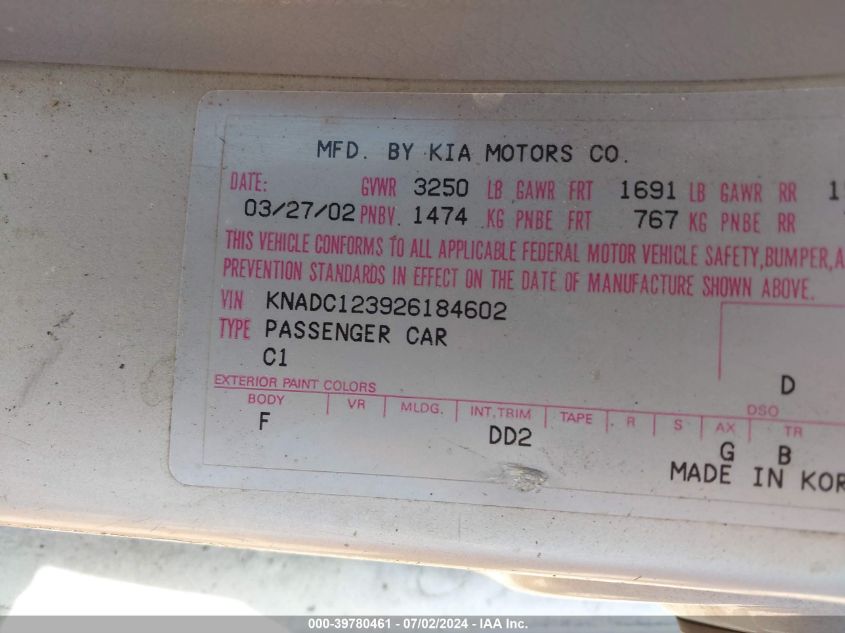 MFD. BY KIA MOTORS CO.
DATE: GVWR 3250 LB GAWR FRT 1691 LB GAWR RR
03/27/02 PNBV. 1474 KG PNBE FRT 767 KG PNBE RR
THIS VEHICLE CONFORMS TO ALL APPLICABLE FEDERAL MOTOR VEHICLE SAFETY, BUMPER, A
PREVENTION STANDARDS IN EFFECT ON THE DATE OF MANUFACTURE SHOWN ABOVE.
VIN KNADC123926184602
TYPE PASSENGER CAR
C1
D
EXTERIOR PAINT COLORS
DSO
BODY VR MLDG. INT.TRIM TAPE R S AX TR
F DD2 G B
MADE IN KOR
000-39780461 - 07/02/2024 - IAA Inc.